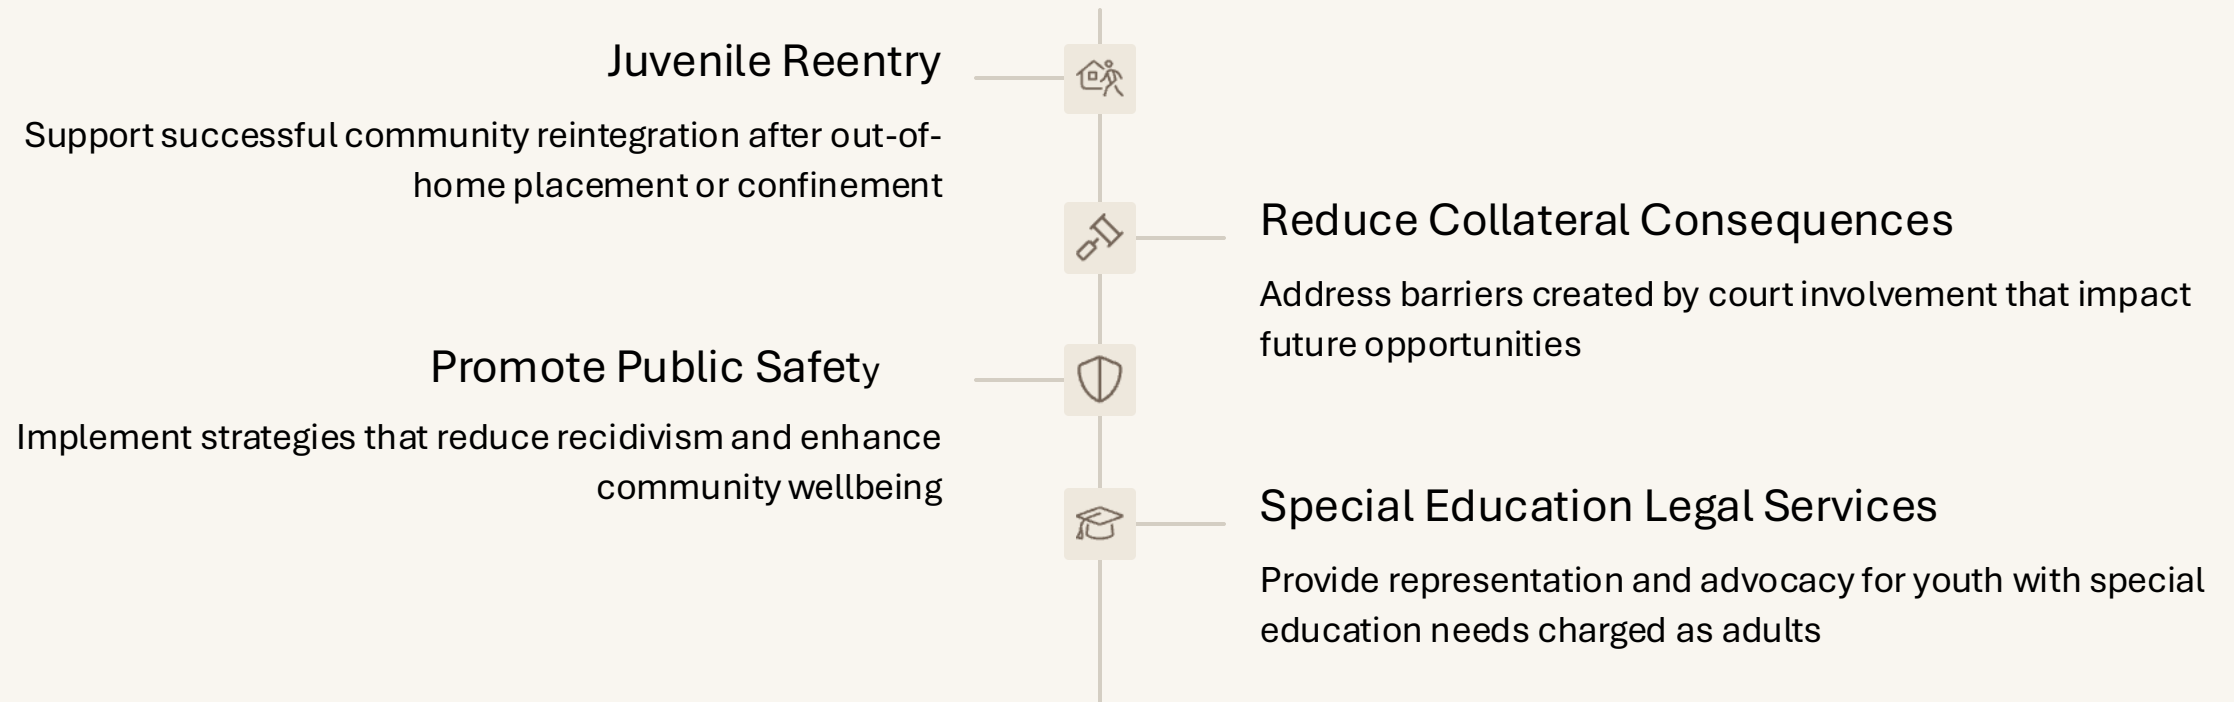 Juvenile Reentry
Support successful community reintegration after out-of-
home placement or confinement
Reduce Collateral Consequences
Address barriers created by court involvement that impact
future opportunities
Promote Public Safety
Implement strategies that reduce recidivism and enhance
community wellbeing
Special Education Legal Services
Provide representation and advocacy for youth with special
education needs charged as adults